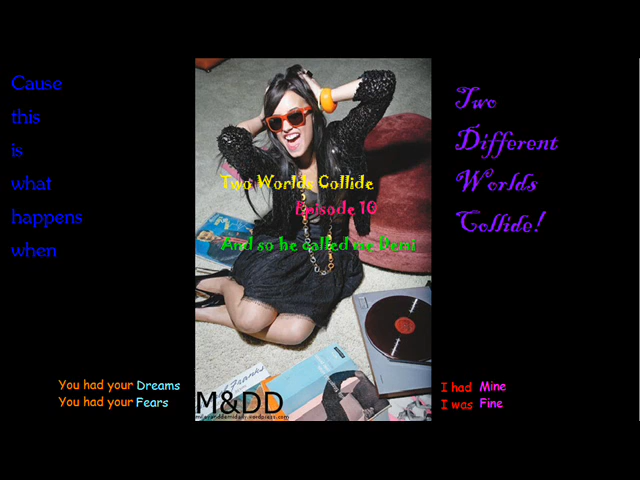 Cause
this
is
what
happens
when
Two
Different
Worlds
Collide!
Two Worlds Collide
Episode 10
And so he called me Demi
You had your Dreams
You had your Fears
M&DD
I had Mine
I was Fine